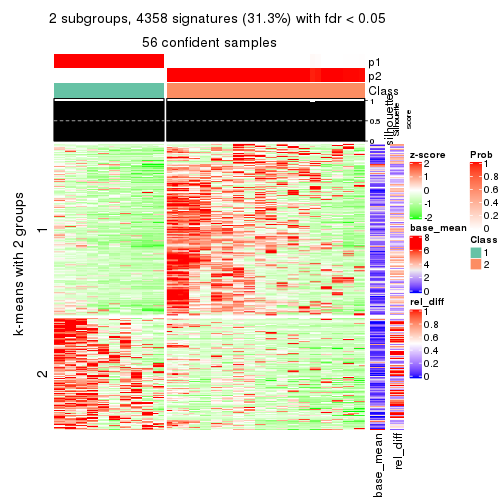 2 subgroups, 4358 signatures (31.3%) with fdr < 0.05
56 confident samples
p1
p2
Class
1
0.5
0
silhouette
Silhouette
score
k-means with 2 groups
1
2
base_mean
rel_diff
z-score
2
1
0
-1
-2
base_mean
8
6
4
2
0
rel_diff
1
0.8
0.6
0.4
0.2
0
Prob
1
0.8
0.6
0.4
0.2
0
Class
1
2